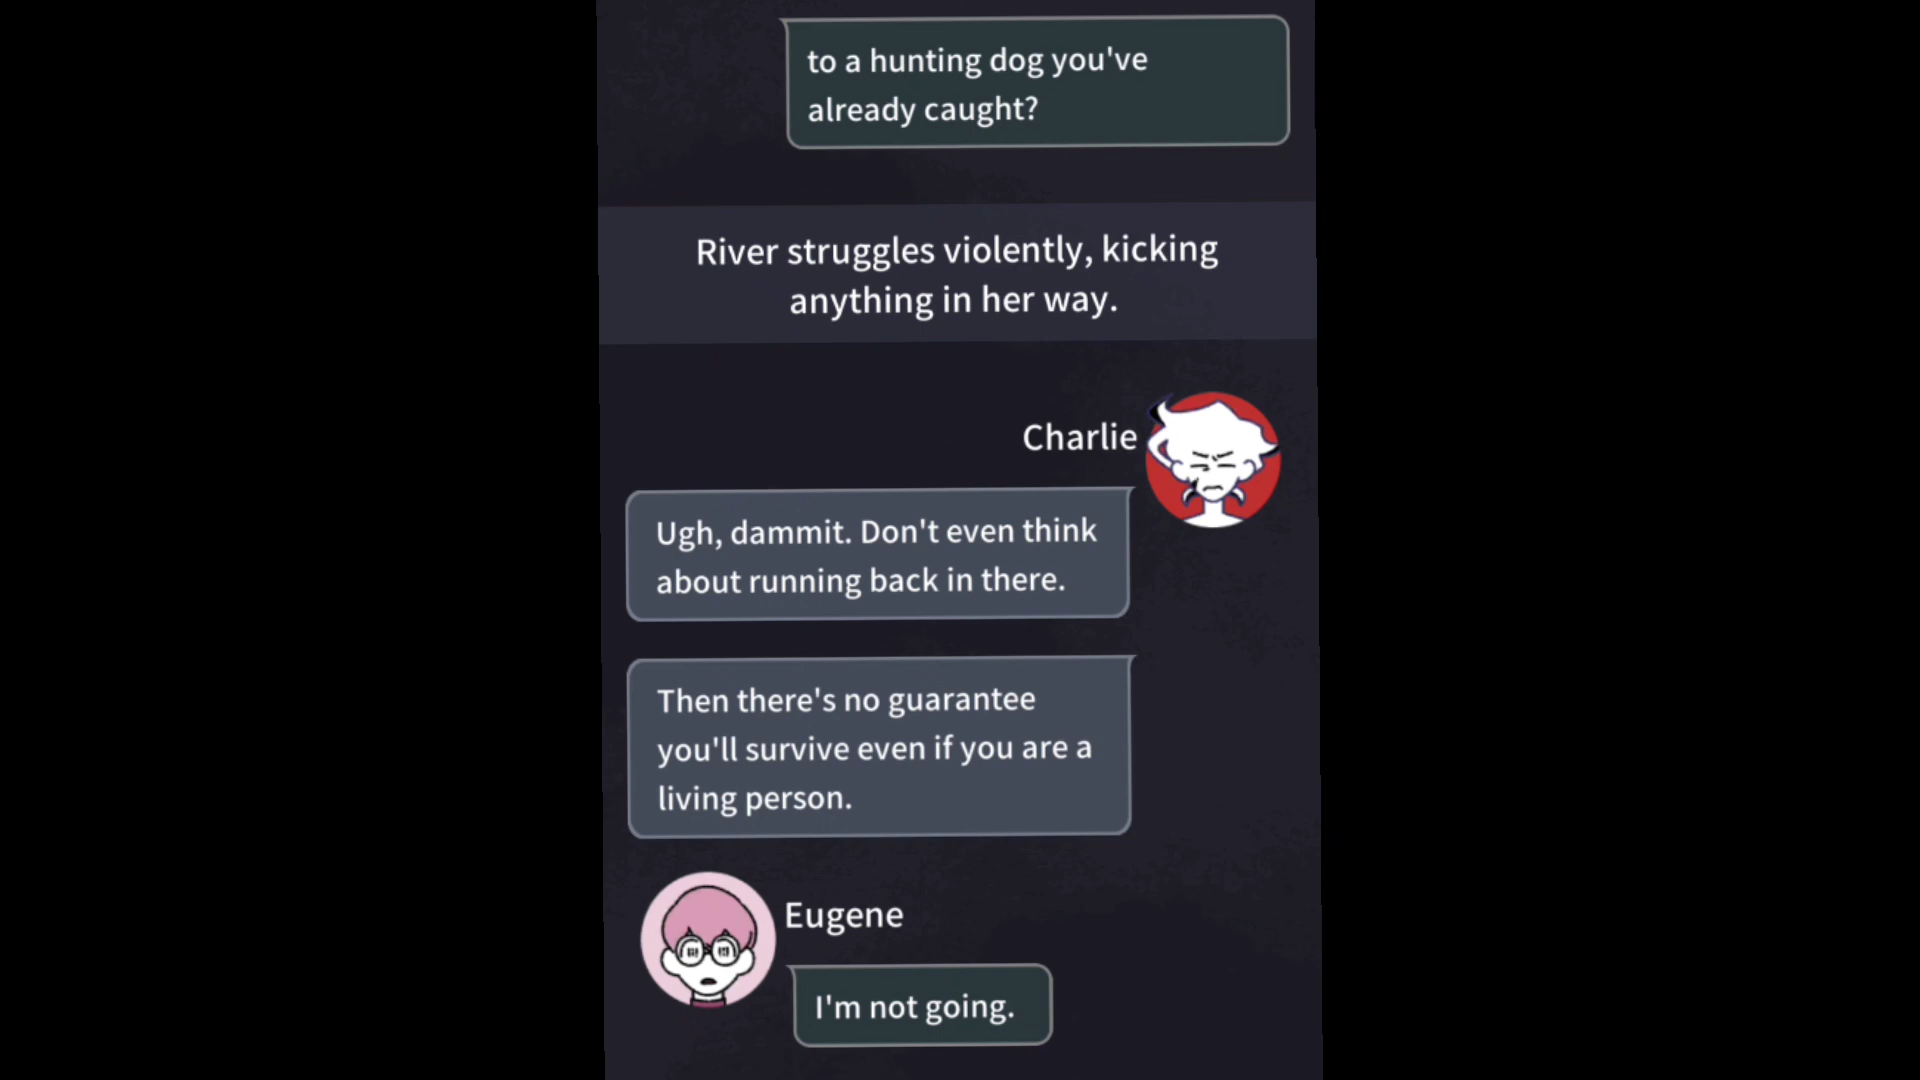 to a hunting dog you've
already caught?
River struggles violently, kicking
anything in her way.
Charlie
Ugh, dammit. Don't even think
about running back in there.
Then there's no guarantee
you'll survive even if you are a
living person.
Eugene
I'm not going.